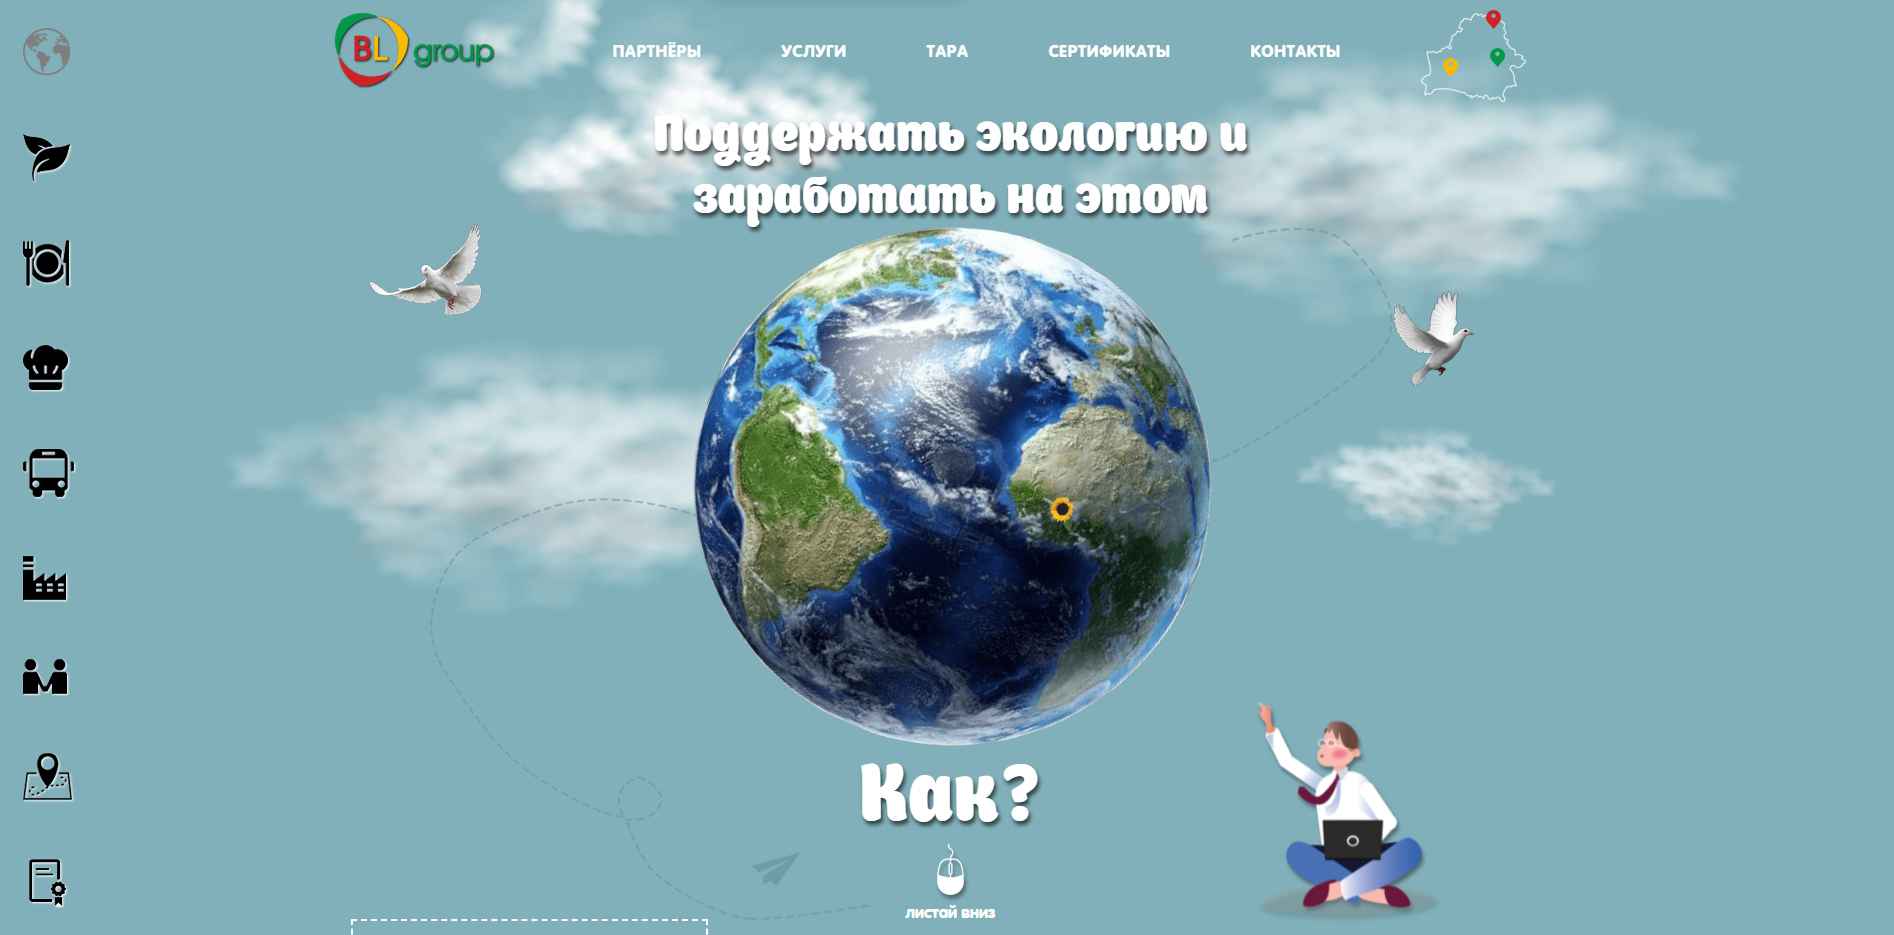 BL group
ПАРТНЁРЫ
УСЛУГИ
ТАРА
СЕРТИФИКАТЫ
КОНТАКТЫ
Поддержать экологию и
заработать на этом
Как?
листай вниз